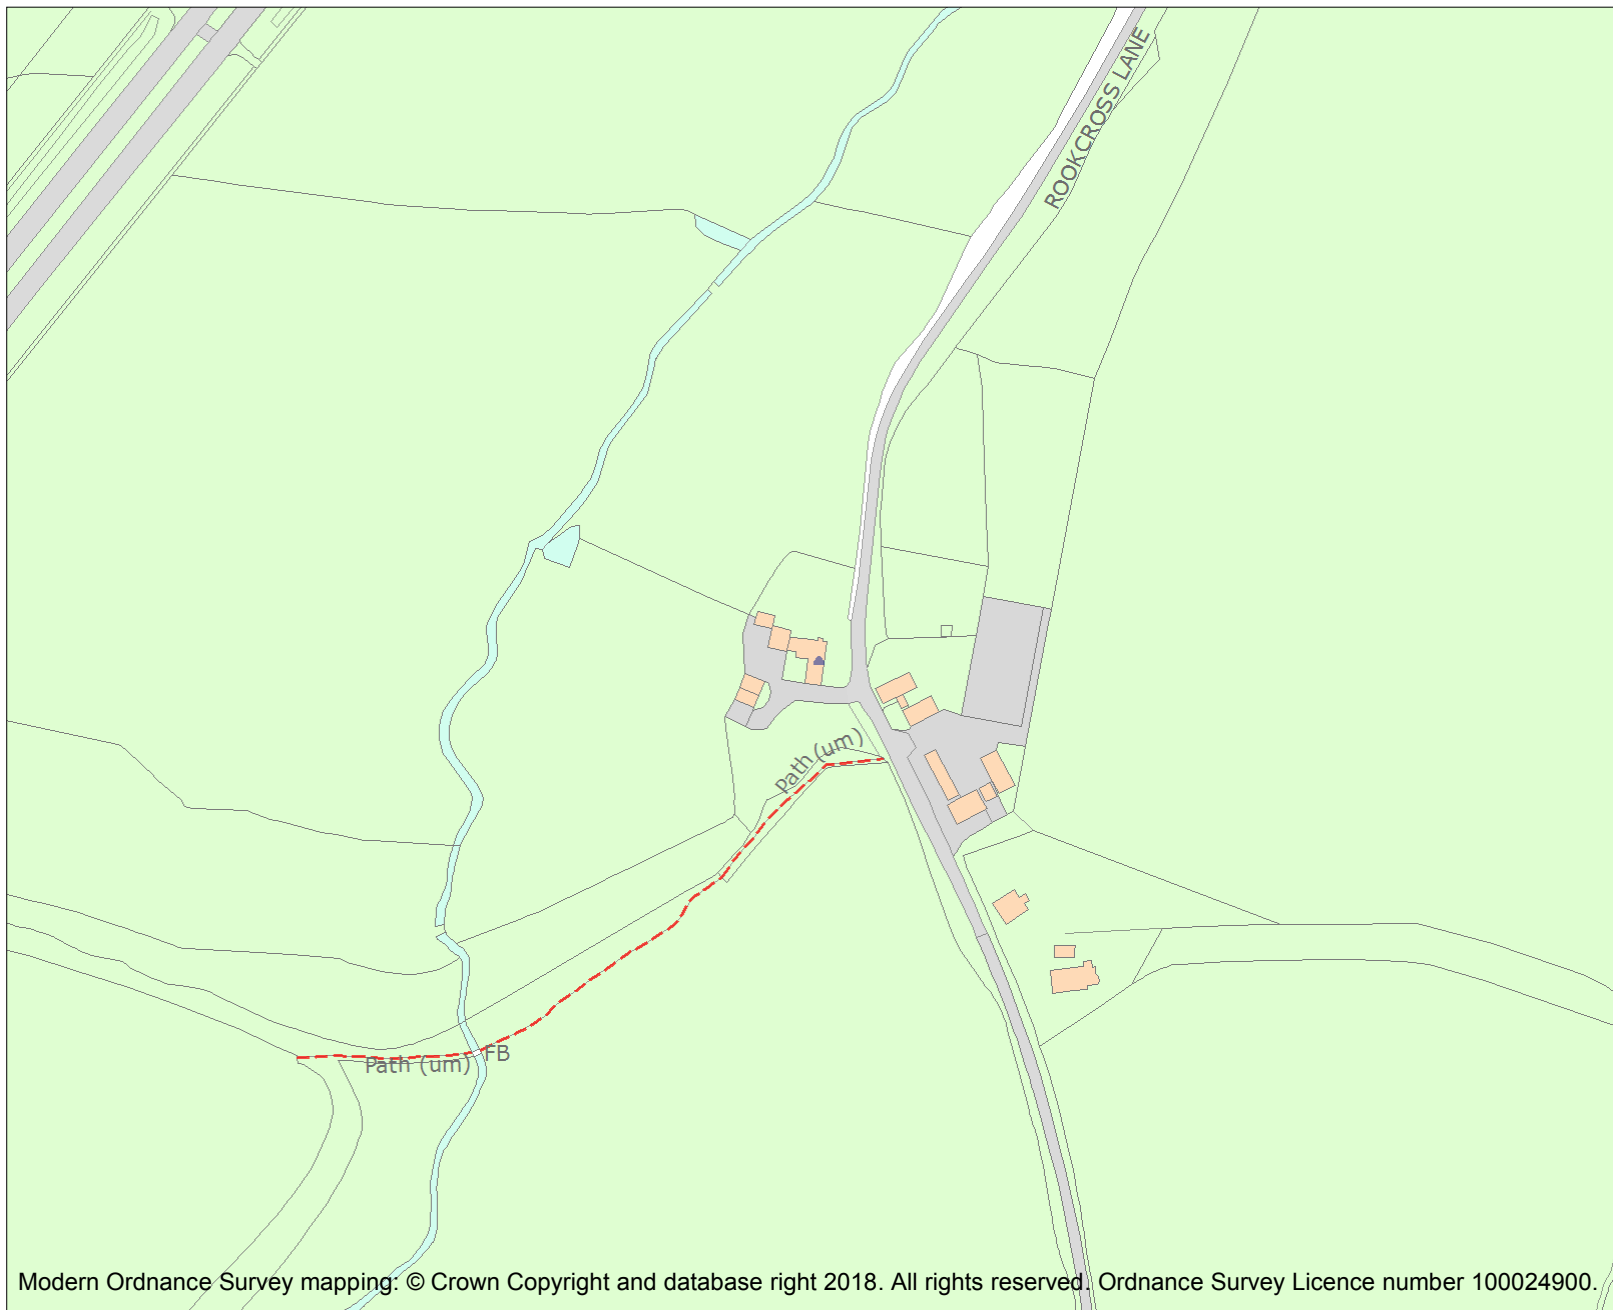 ROOKCROSS LANE
Path (um)
Path (um)
FB
Modern Ordnance Survey mapping: © Crown Copyright and database right 2018. All rights reserved. Ordnance Survey Licence number 100024900.